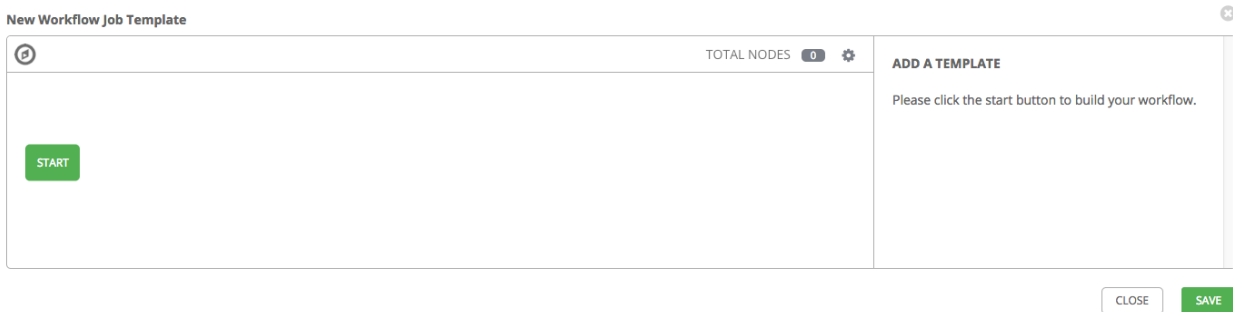 New Workflow Job Template
TOTAL NODES 0
ADD A TEMPLATE
Please click the start button to build your workflow.
START
CLOSE
SAVE